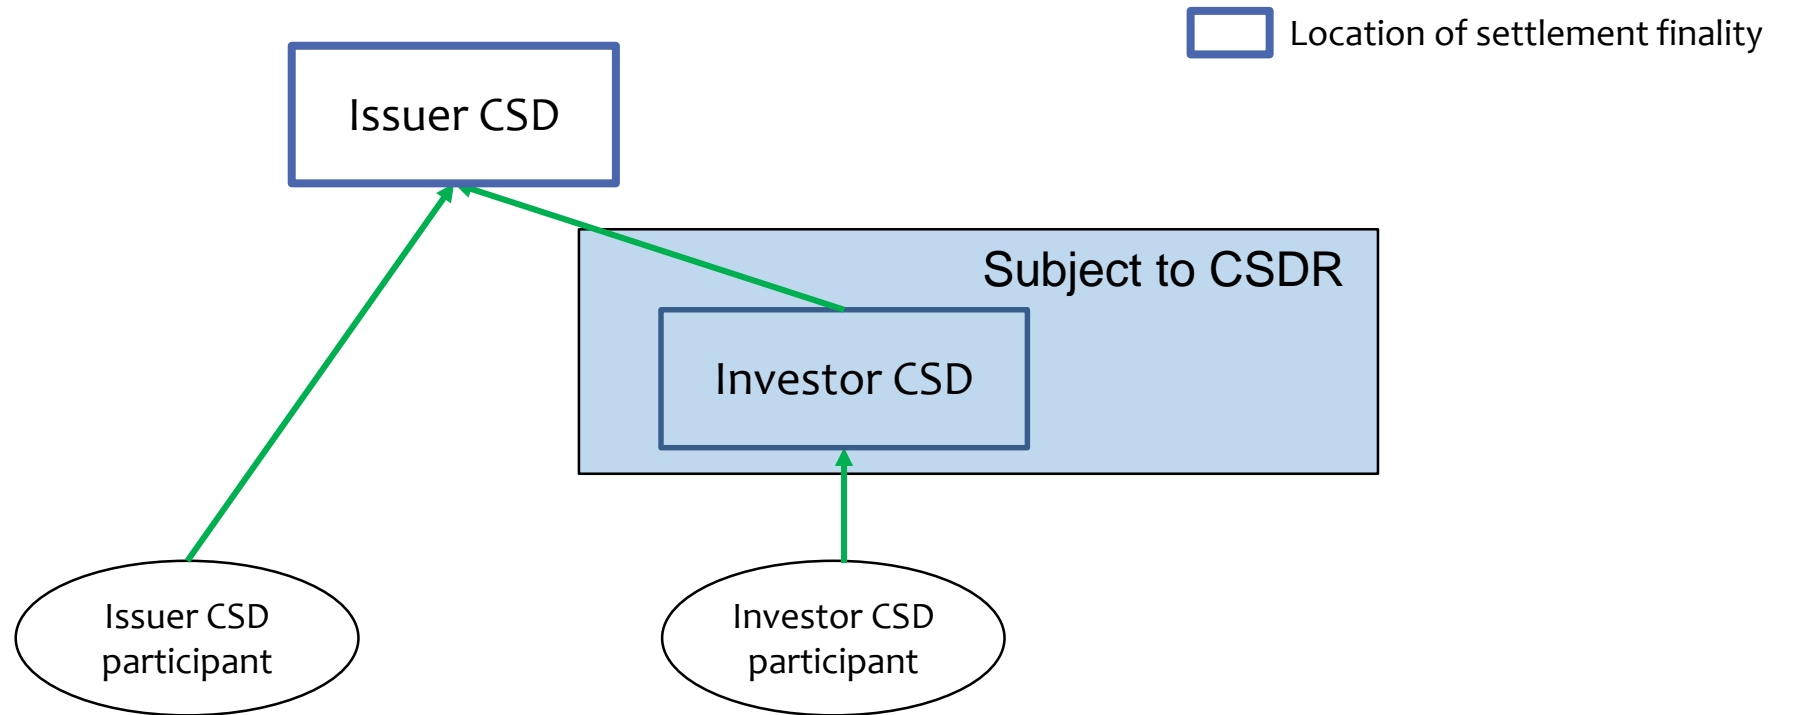 Location of settlement finality
Issuer CSD
Subject to CSDR
Investor CSD
Issuer CSD
participant
Investor CSD
participant